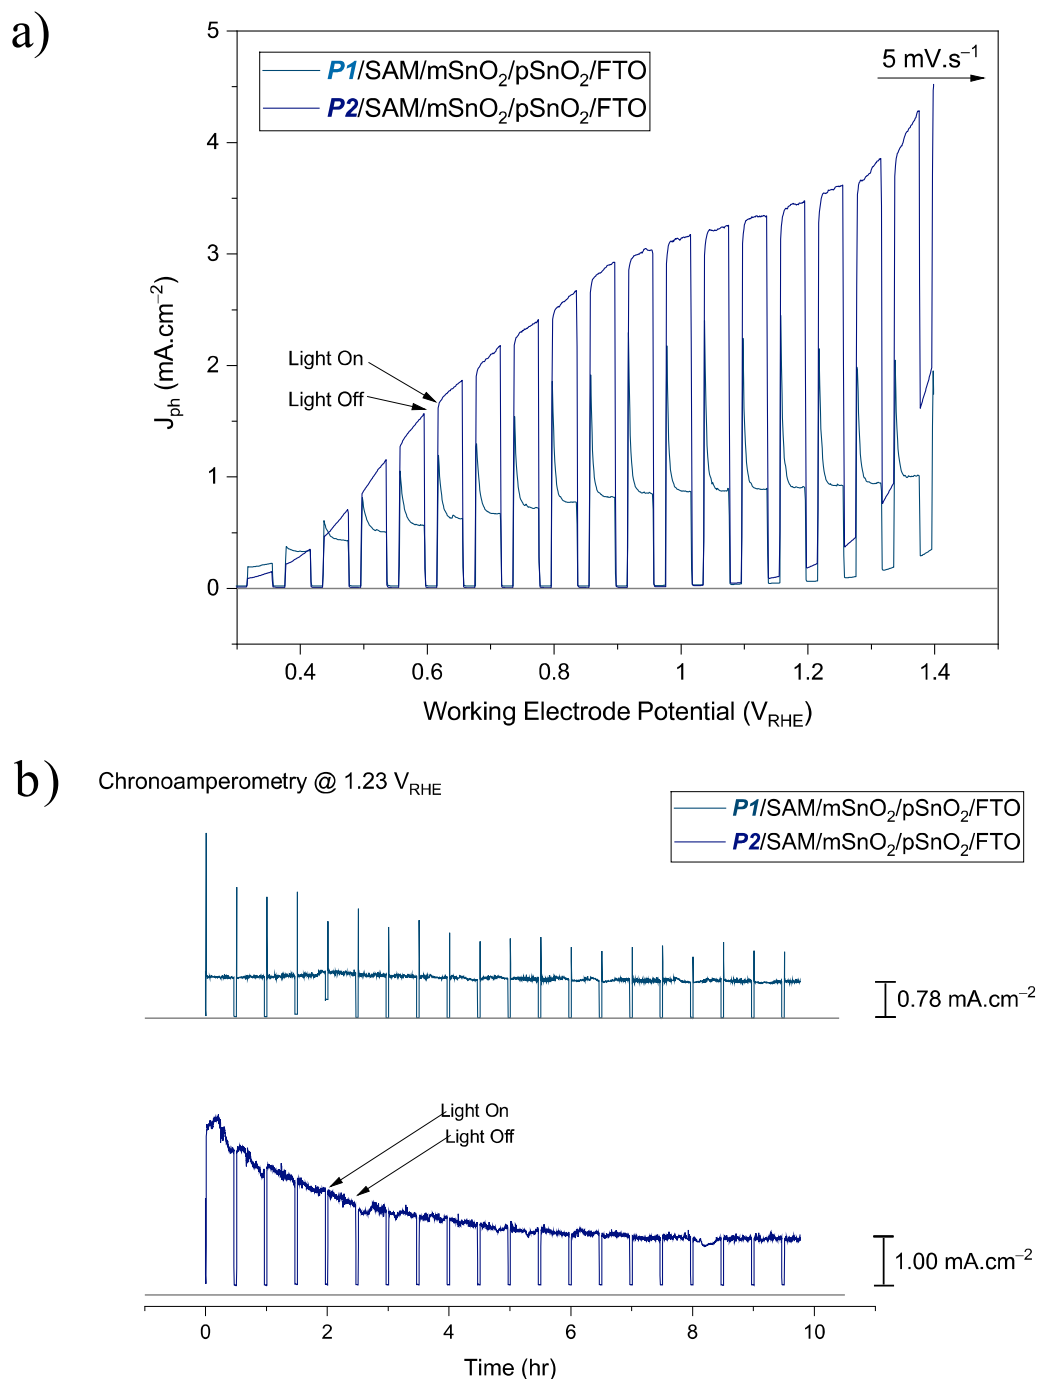 a)
5
4
3
2
1
0
J_ph (mA.cm⁻²)
P1/SAM/mSnO₂/pSnO₂/FTO
P2/SAM/mSnO₂/pSnO₂/FTO
5 mV.s⁻¹
Light On
Light Off
0.4 0.6 0.8 1 1.2 1.4
Working Electrode Potential (V_RHE)
b)
Chronoamperometry @ 1.23 V_RHE
P1/SAM/mSnO₂/pSnO₂/FTO
P2/SAM/mSnO₂/pSnO₂/FTO
0.78 mA.cm⁻²
Light On
Light Off
1.00 mA.cm⁻²
0 2 4 6 8 10
Time (hr)